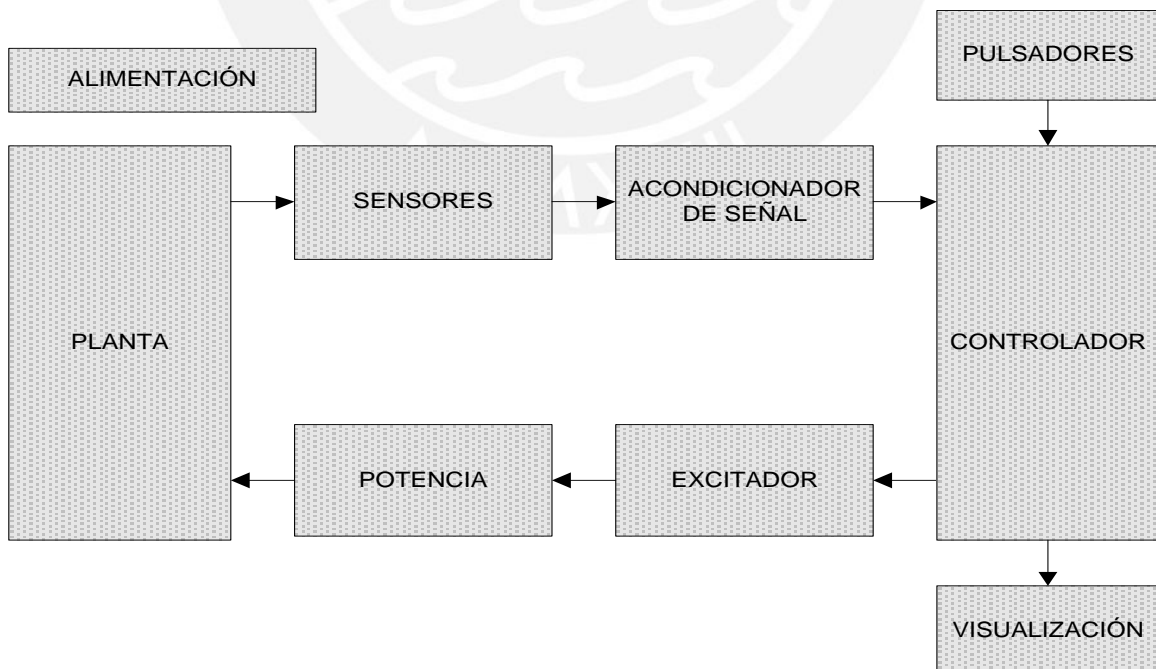 ALIMENTACIÓN
PULSADORES
SENSORES
ACONDICIONADOR
DE SEÑAL
PLANTA
CONTROLADOR
POTENCIA
EXCITADOR
VISUALIZACIÓN